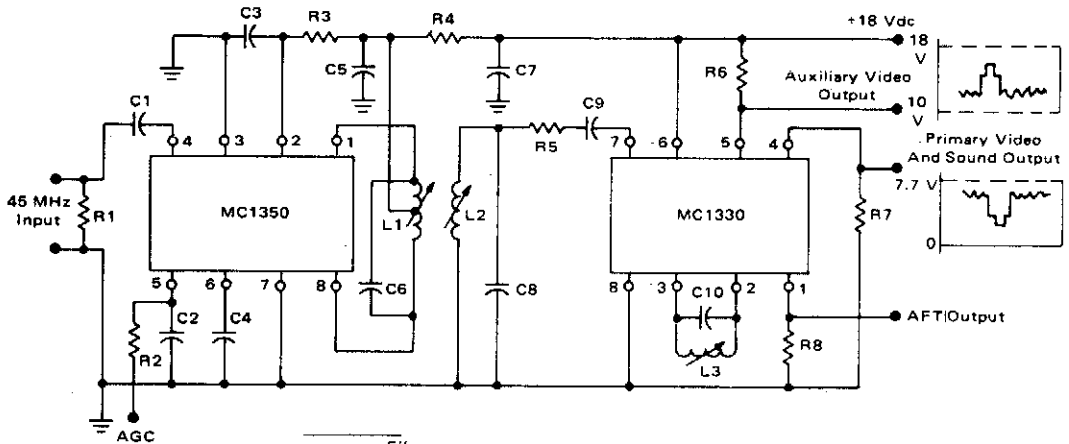 C3
R3
R4
+18 Vdc
18
V
C5
C7
R6
Auxiliary Video
Output
10
V
C1
C9
R5
4
3
2
1
7
6
5
4
. Primary Video
And Sound Output
7.7 V
0
45 MHz
Input
R1
MC1350
L1
L2
MC1330
R7
5
6
7
8
C6
C8
8
3
C10
2
1
R2
C2
C4
L3
R8
AFT Output
AGC